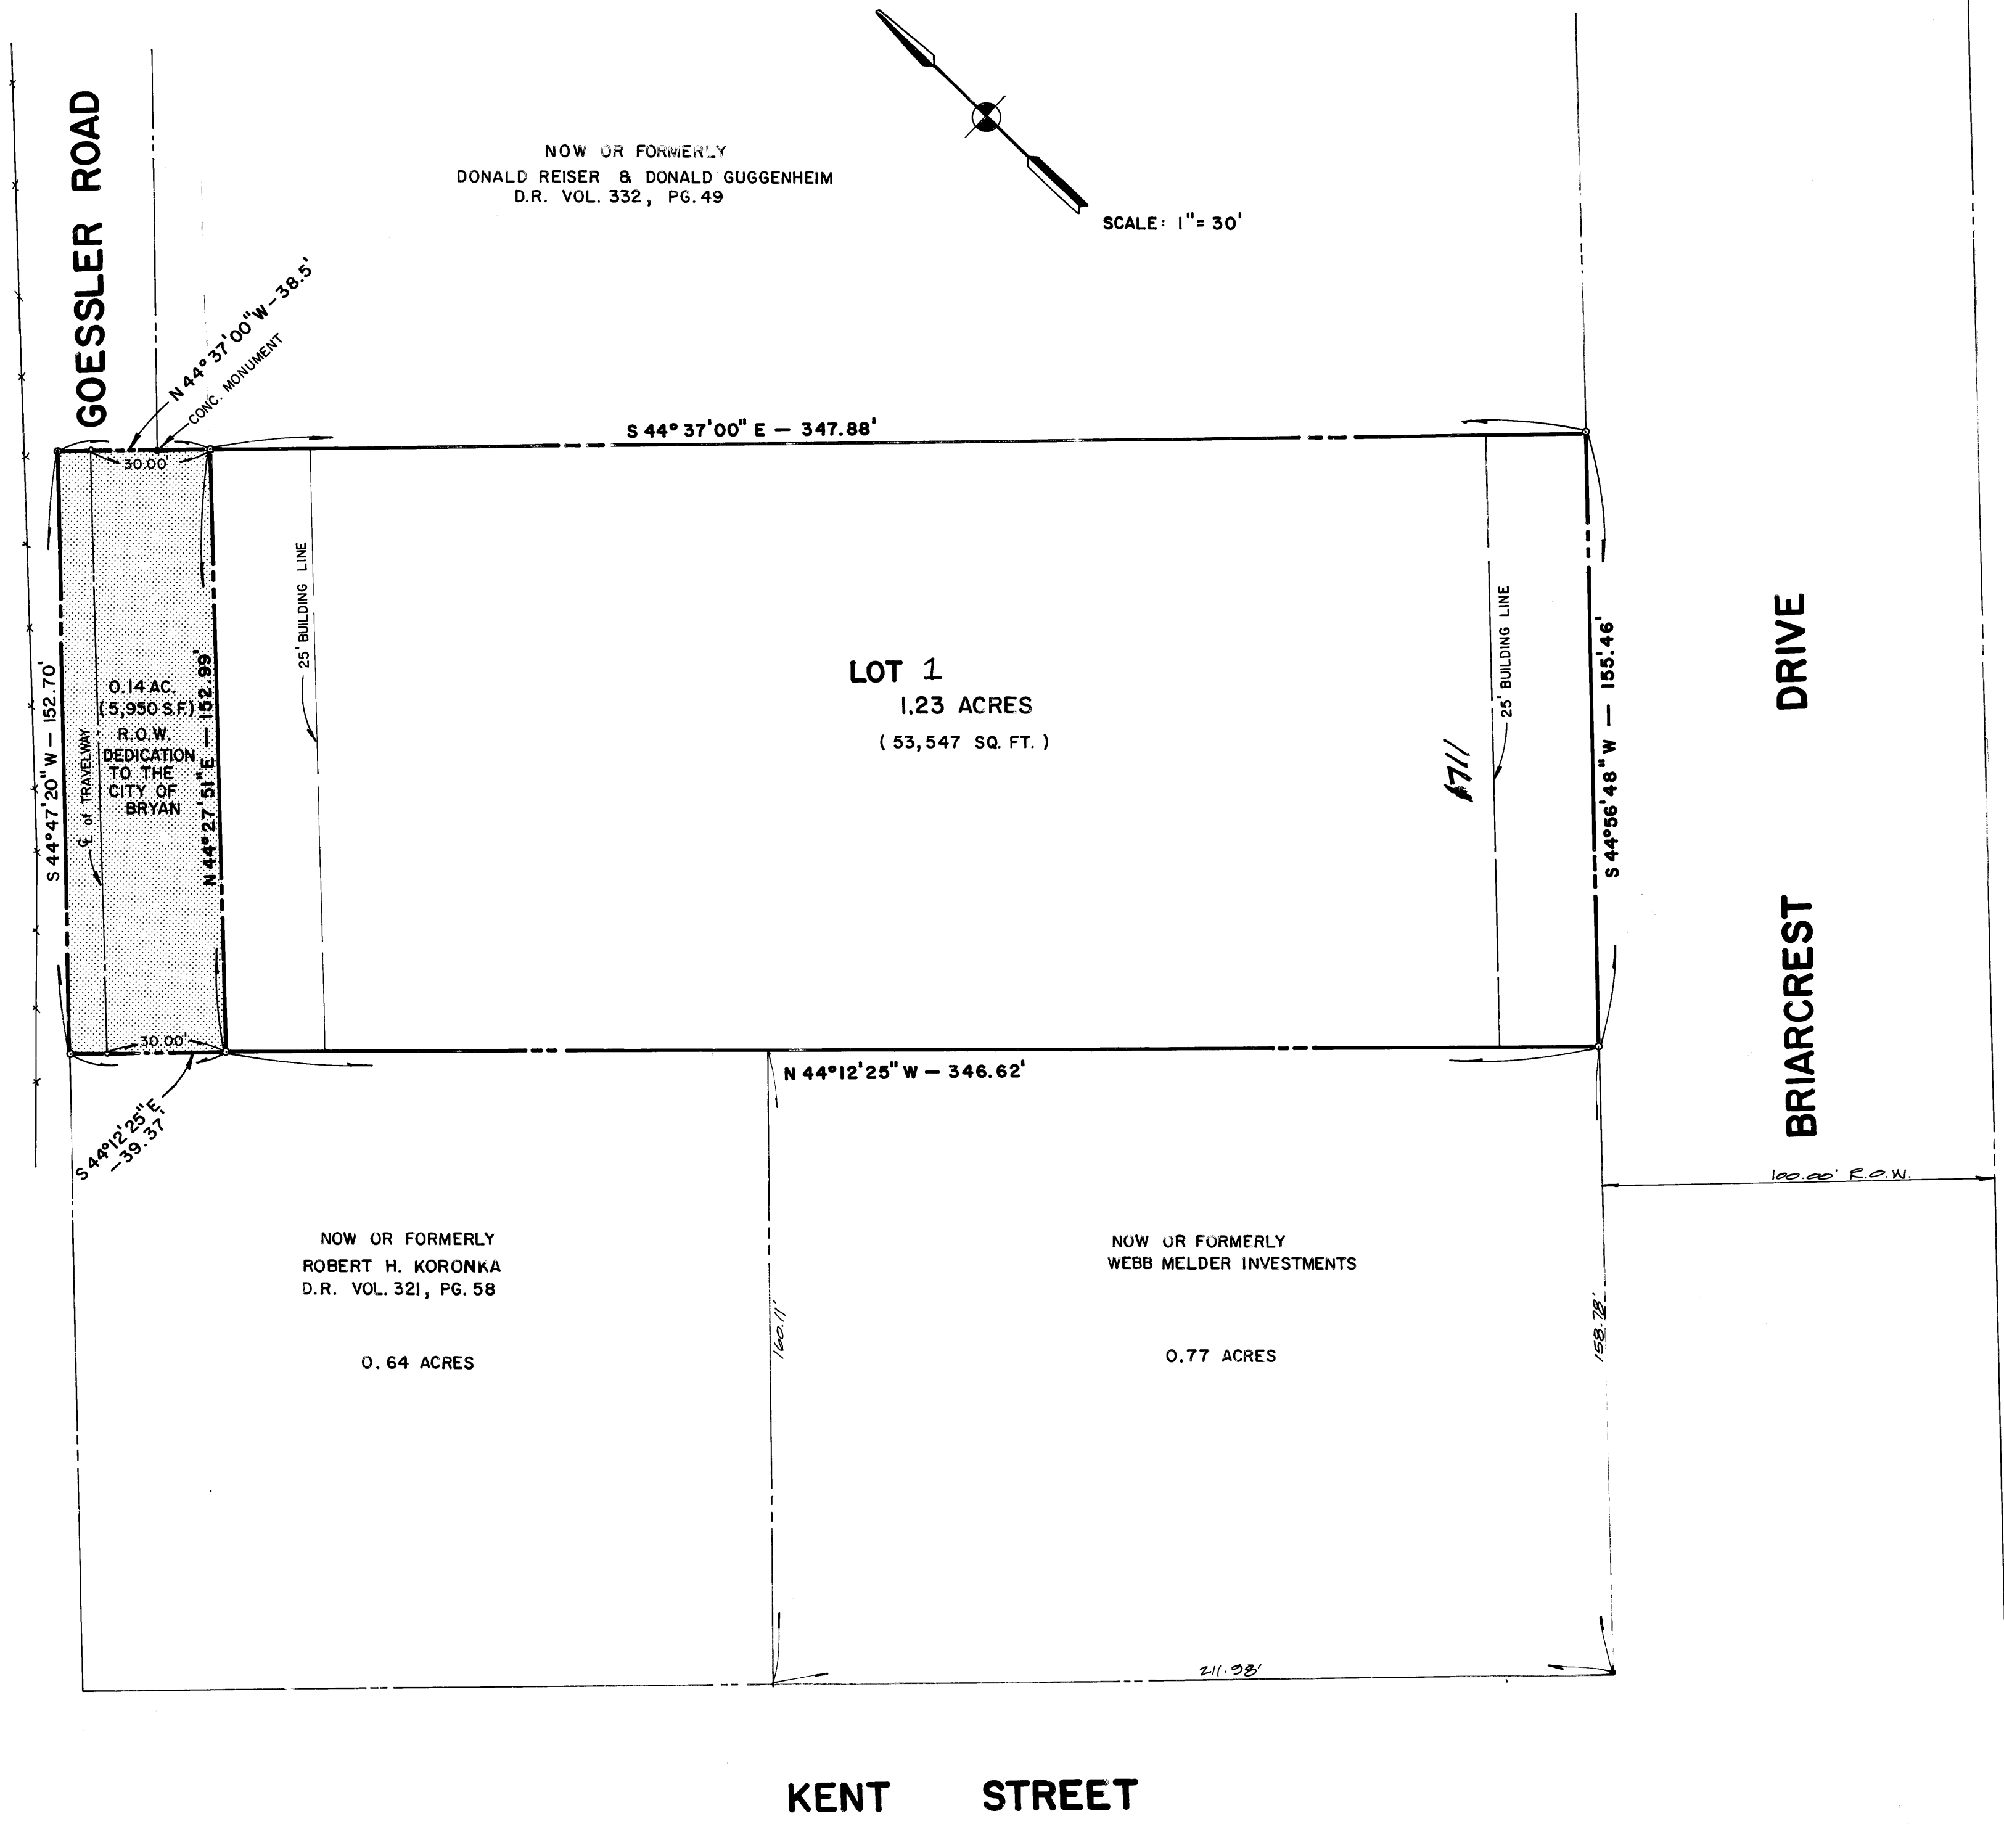 GOESSLER ROAD
NOW OR FORMERLY
DONALD REISER & DONALD GUGGENHEIM
D.R. VOL. 332, PG. 49
SCALE: 1"= 30'
N 44° 37' 00" W — 38.5'
CONC. MONUMENT
S 44° 37' 00" E — 347.88'
30.00'
25' BUILDING LINE
25' BUILDING LINE
S 44° 47' 20" W — 152.70'
0.14 AC.
(5,950 S.F.)
R.O.W.
DEDICATION
TO THE
CITY OF
BRYAN
℄ of TRAVELWAY
N 44° 27' 51" E — 152.99'
LOT 1
1.23 ACRES
( 53,547 SQ. FT. )
S 44° 56' 48" W — 155.46'
BRIARCREST DRIVE
30.00'
N 44° 12' 25" W — 346.62'
S 44° 12' 25" E
— 39.37'
100.00' R.O.W.
NOW OR FORMERLY
ROBERT H. KORONKA
D.R. VOL. 321, PG. 58
0.64 ACRES
160.11'
NOW OR FORMERLY
WEBB MELDER INVESTMENTS
0.77 ACRES
158.78'
211.98'
KENT STREET